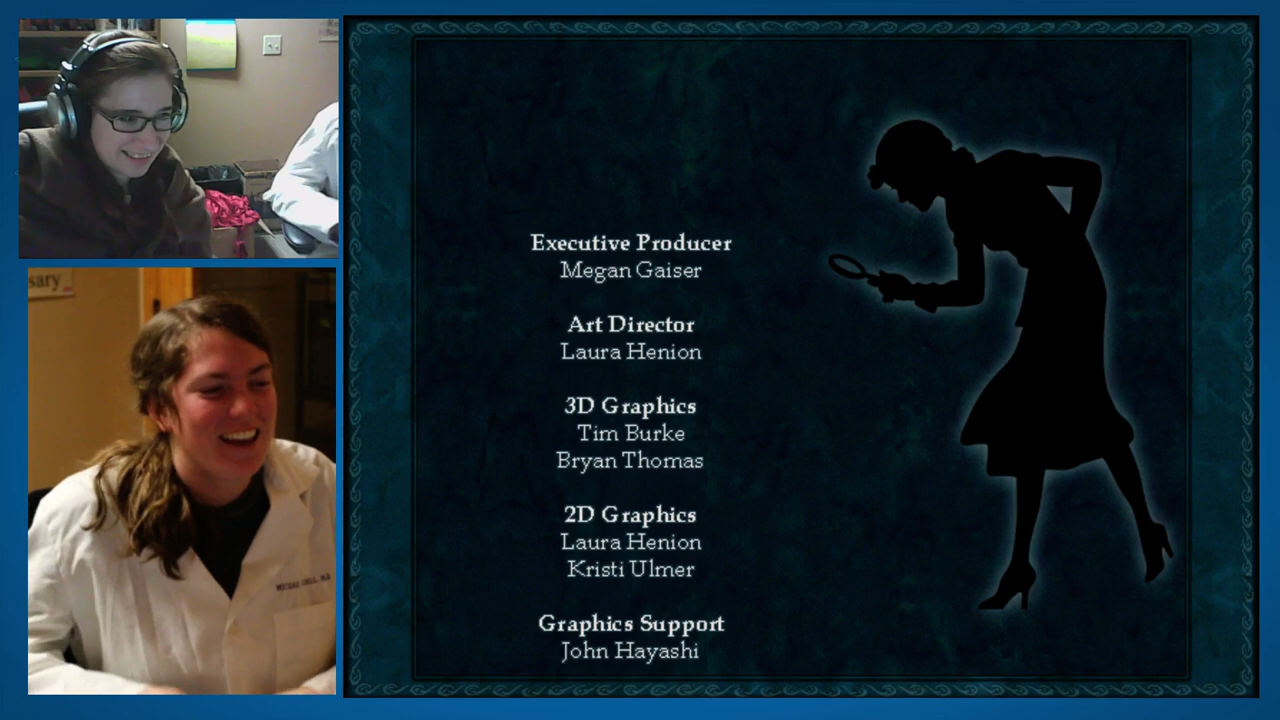 sary
Executive Producer
Megan Gaiser
Art Director
Laura Henion
3D Graphics
Tim Burke
Bryan Thomas
2D Graphics
Laura Henion
Kristi Ulmer
Graphics Support
John Hayashi